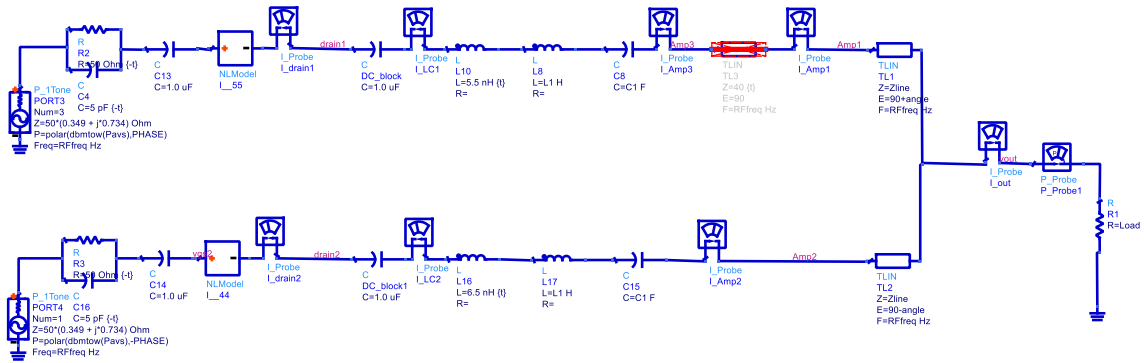 I_Probe
I_drain1
drain1
C
DC_block
C=1.0 uF
I_Probe
I_LC1
L
L10
L=5.5 nH {t}
R=
L
L8
L=L1 H
R=
C
C8
C=C1 F
Amp3
I_Probe
I_Amp3
TLIN
TL3
Z=40 {t}
E=90
F=RFfreq Hz
I_Probe
I_Amp1
Amp1
TLIN
TL1
Z=Zline
E=90+angle
F=RFfreq Hz
R
R2
R=50 Ohm {-t}
C
C4
C=5 pF {-t}
C
C13
C=1.0 uF
NLModel
I__55
P_1Tone
PORT3
Num=3
Z=50*(0.349 + j*0.734) Ohm
P=polar(dbmtow(Pavs),PHASE)
Freq=RFfreq Hz
vout
I_Probe
I_out
P_Probe
P_Probe1
R
R1
R=Load
R
R3
R=50 Ohm {-t}
C
C16
C=5 pF {-t}
C
C14
C=1.0 uF
NLModel
I__44
I_Probe
I_drain2
drain2
C
DC_block1
C=1.0 uF
I_Probe
I_LC2
L
L16
L=6.5 nH {t}
R=
L
L17
L=L1 H
R=
C
C15
C=C1 F
I_Probe
I_Amp2
Amp2
TLIN
TL2
Z=Zline
E=90-angle
F=RFfreq Hz
P_1Tone
PORT4
Num=1
Z=50*(0.349 + j*0.734) Ohm
P=polar(dbmtow(Pavs),-PHASE)
Freq=RFfreq Hz